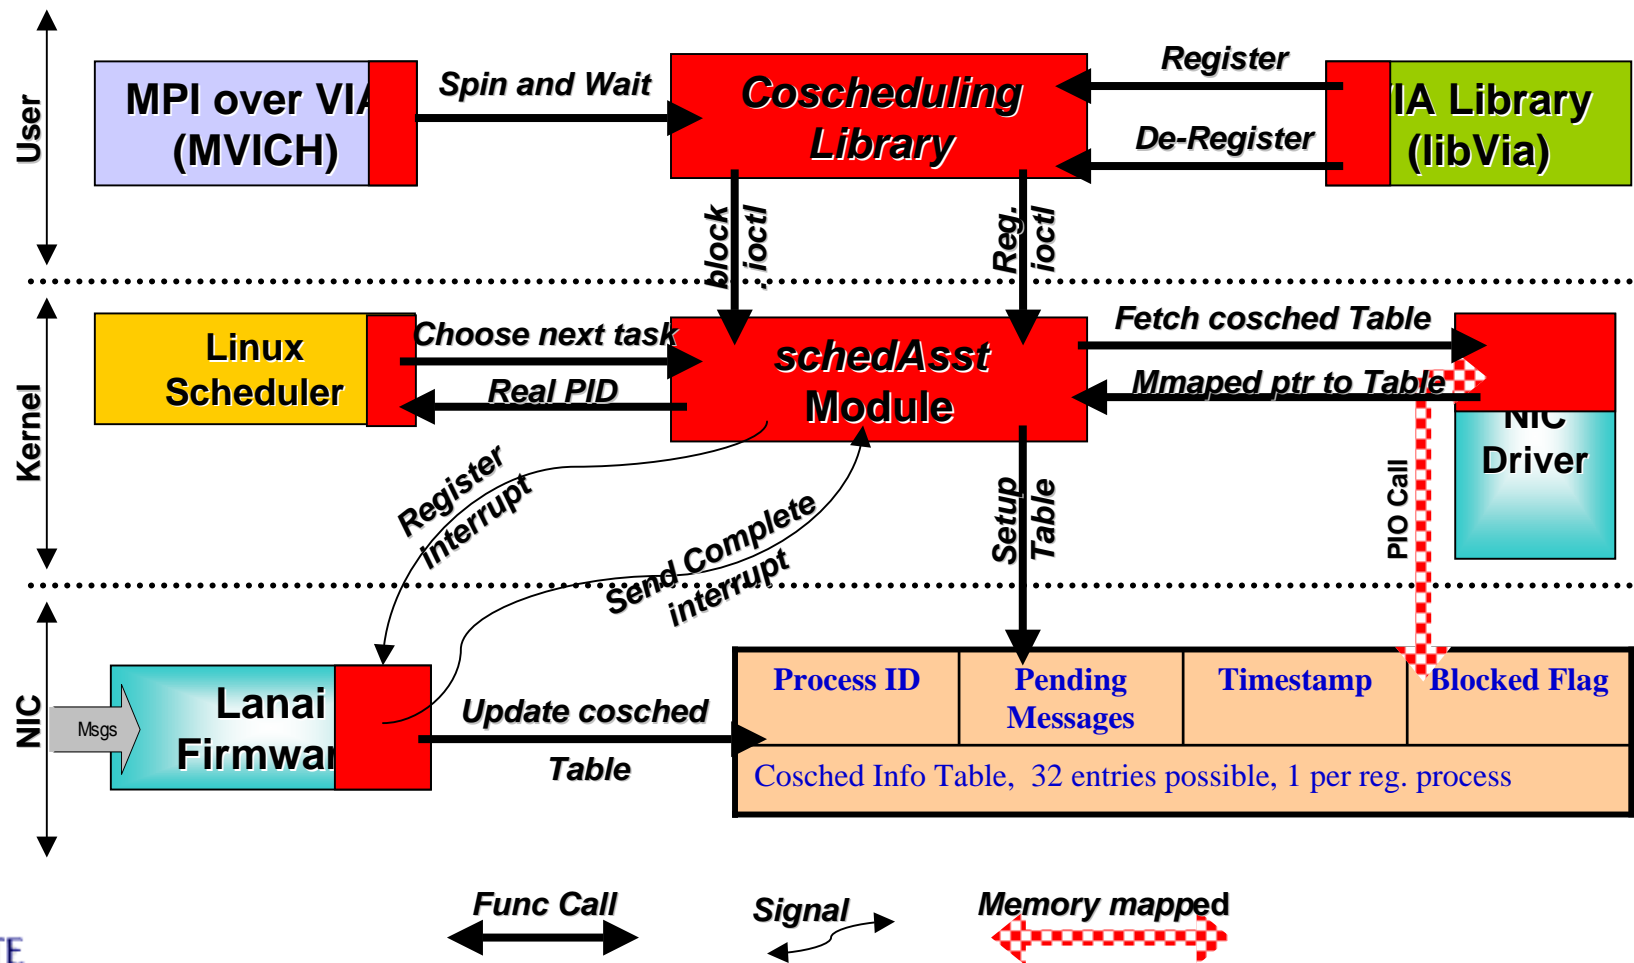 User
MPI over VIA
(MVICH)
Spin and Wait
Coscheduling
Library
Register
De-Register
VIA Library
(libVia)
block
. ioctl
Reg.
ioctl
Kernel
Linux
Scheduler
Choose next task
Real PID
schedAsst
Module
Fetch cosched Table
Mmaped ptr to Table
NIC
Driver
Register
interrupt
Send Complete
interrupt
Setup
Table
PIO Call
NIC
Msgs
Lanai
Firmwar
Update cosched
Table
Process ID
Pending
Messages
Timestamp
Blocked Flag
Cosched Info Table, 32 entries possible, 1 per reg. process
Func Call
Signal
Memory mapped